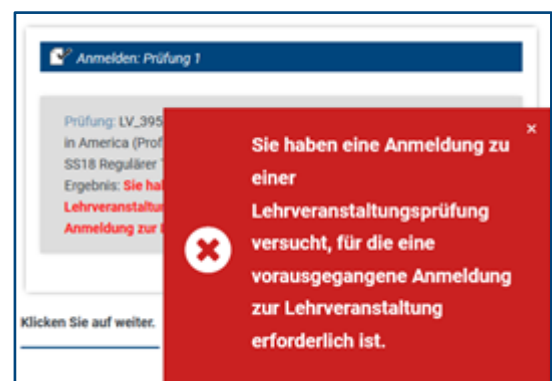 Anmelden: Prüfung 1
Prüfung: LV_395
in America (Prof
SS18 Regulärer
Ergebnis: Sie hal
Lehrveranstaltu
Anmeldung zur
×
Sie haben eine Anmeldung zu
einer
Lehrveranstaltungsprüfung
versucht, für die eine
vorausgegangene Anmeldung
zur Lehrveranstaltung
erforderlich ist.
Klicken Sie auf weiter.